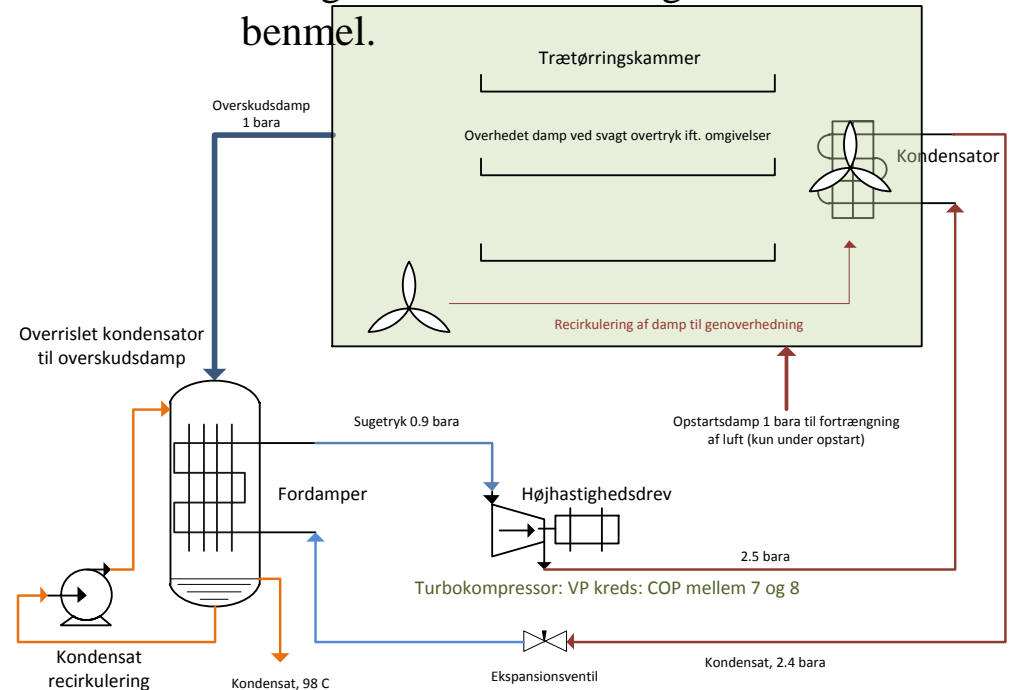 benmel.
Trætørringskammer
Overskudsdamp
1 bara
Overhedet damp ved svagt overtryk ift. omgivelser
Kondensator
Recirkulering af damp til genoverhedning
Overrislet kondensator
til overskudsdamp
Opstartsdamp 1 bara til fortrængning
af luft (kun under opstart)
Sugetryk 0.9 bara
Fordamper
Højhastighedsdrev
2.5 bara
Turbokompressor: VP kreds: COP mellem 7 og 8
Kondensat
recirkulering
Kondensat, 98 C
Ekspansionsventil
Kondensat, 2.4 bara